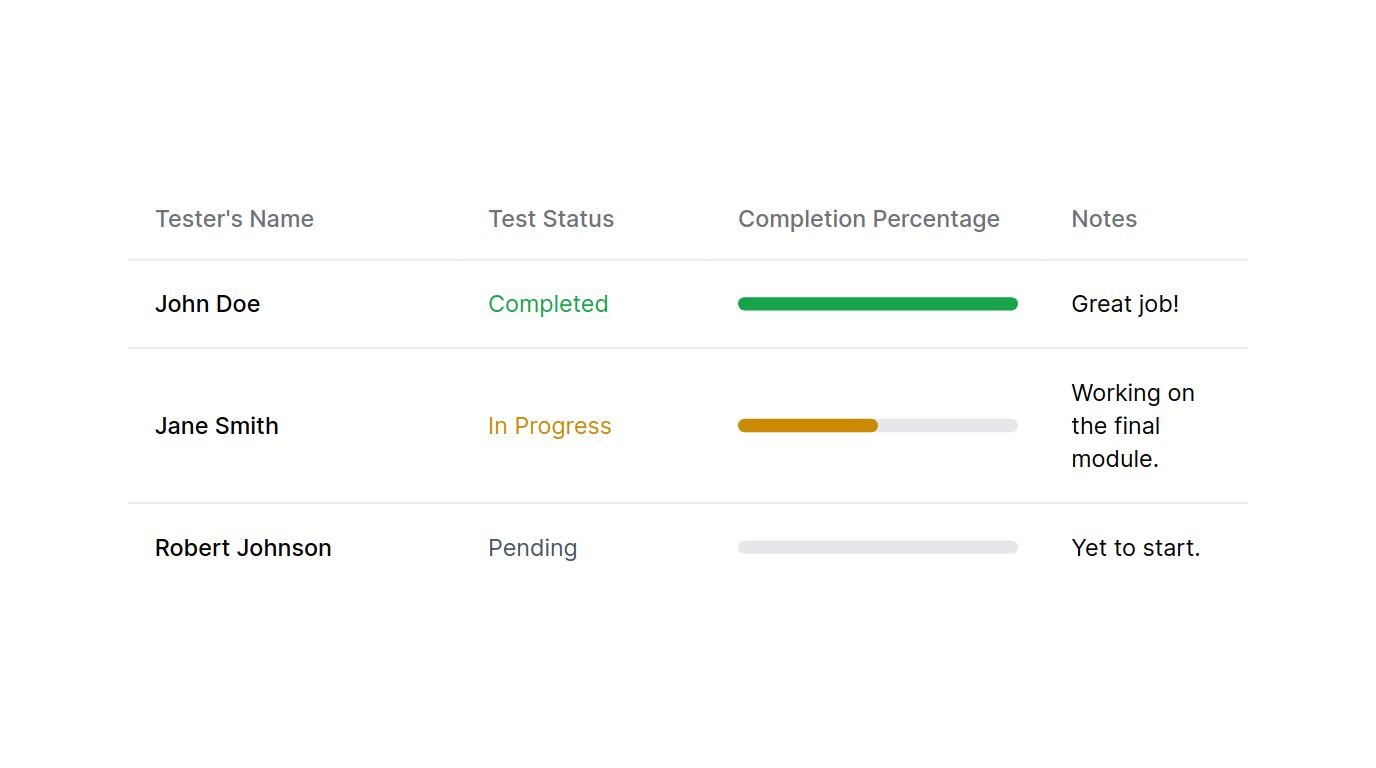 Tester's Name Test Status Completion Percentage Notes
John Doe Completed Great job!
Jane Smith In Progress Working on
the final
module.
Robert Johnson Pending Yet to start.